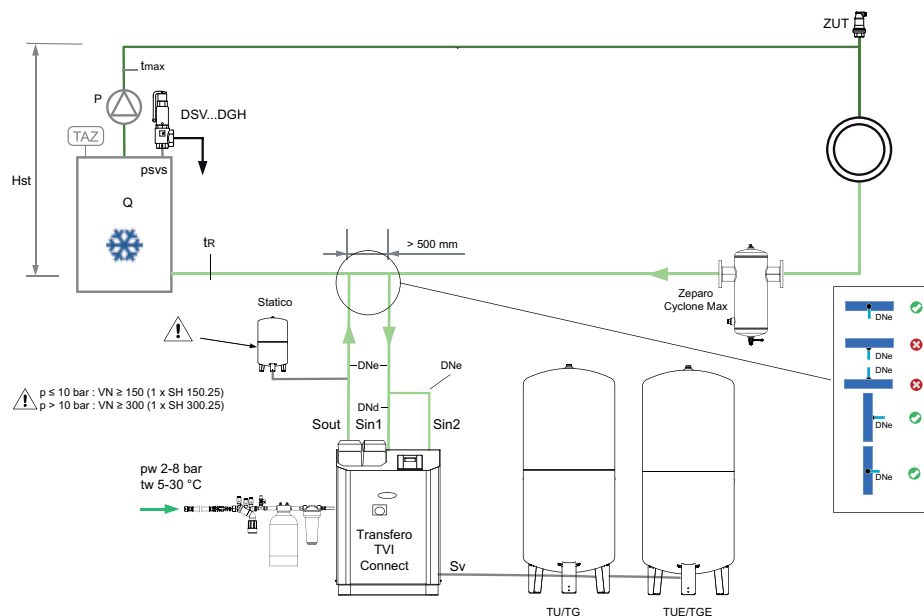 ZUT
tmax
P
DSV...DGH
TAZ
psvs
Hst
Q
tR
> 500 mm
Zeparo
Cyclone Max
Statico
DNe
DNe
DNe
DNe
DNe
DNe
DNe
p ≤ 10 bar : VN ≥ 150 (1 x SH 150.25)
p > 10 bar : VN ≥ 300 (1 x SH 300.25)
DNd
Sout
Sin1
Sin2
pw 2-8 bar
tw 5-30 °C
Transfero
TVI
Connect
Sv
TU/TG
TUE/TGE